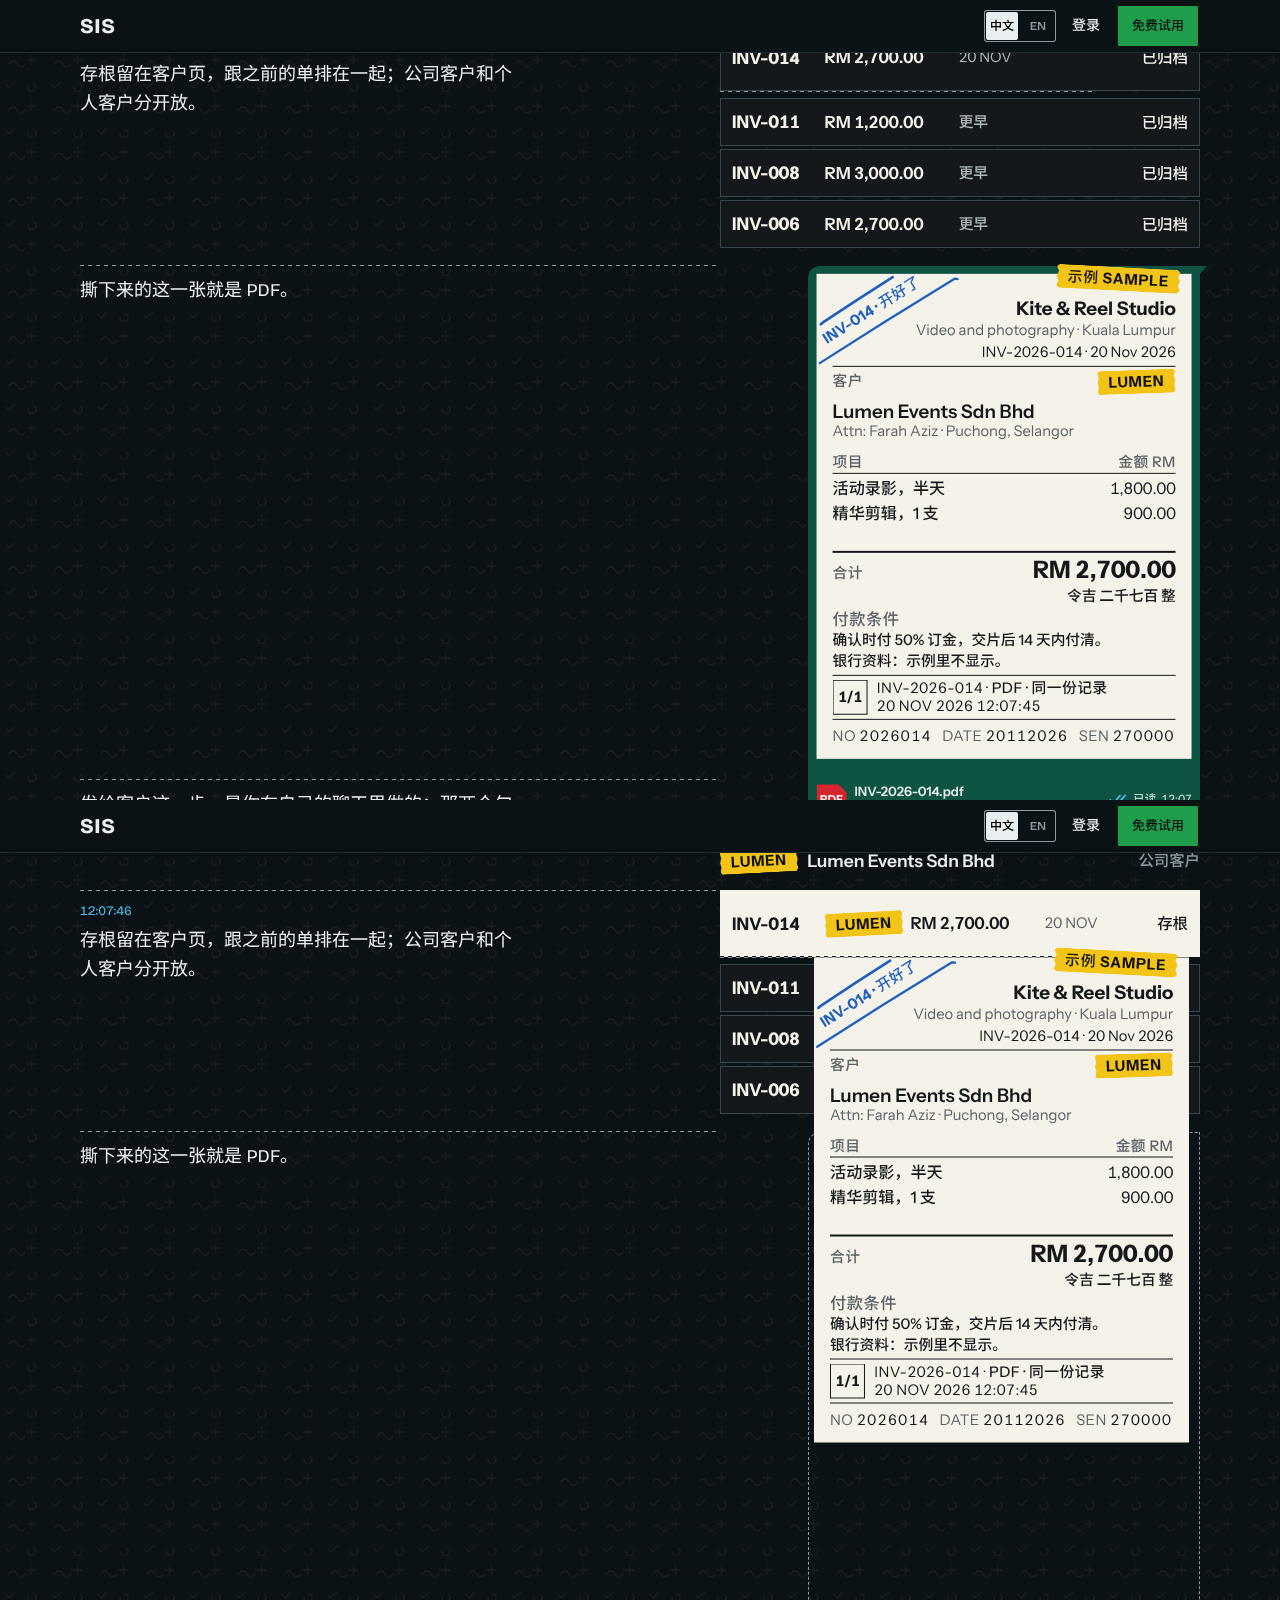 SIS
中文 EN 登录 免费试用
存根留在客户页，跟之前的单排在一起；公司客户和个
人客户分开放。
INV-014 RM 2,700.00 20 NOV 已归档
INV-011 RM 1,200.00 更早 已归档
INV-008 RM 3,000.00 更早 已归档
INV-006 RM 2,700.00 更早 已归档
撕下来的这一张就是 PDF。
INV-014·开好了
示例 SAMPLE
Kite & Reel Studio
Video and photography·Kuala Lumpur
INV-2026-014·20 Nov 2026
客户 LUMEN
Lumen Events Sdn Bhd
Attn: Farah Aziz·Puchong, Selangor
项目 金额 RM
活动录影，半天 1,800.00
精华剪辑，1 支 900.00
合计 RM 2,700.00
令吉 二千七百 整
付款条件
确认时付 50% 订金，交片后 14 天内付清。
银行资料：示例里不显示。
1/1 INV-2026-014·PDF·同一份记录
20 NOV 2026 12:07:45
NO 2026014 DATE 20112026 SEN 270000
PDF INV-2026-014.pdf
已读 12:07
SIS
中文 EN 登录 免费试用
LUMEN Lumen Events Sdn Bhd 公司客户
12:07:46
存根留在客户页，跟之前的单排在一起；公司客户和个
人客户分开放。
INV-014 LUMEN RM 2,700.00 20 NOV 存根
INV-011
INV-008
INV-006
撕下来的这一张就是 PDF。
INV-014·开好了
示例 SAMPLE
Kite & Reel Studio
Video and photography·Kuala Lumpur
INV-2026-014·20 Nov 2026
客户 LUMEN
Lumen Events Sdn Bhd
Attn: Farah Aziz·Puchong, Selangor
项目 金额 RM
活动录影，半天 1,800.00
精华剪辑，1 支 900.00
合计 RM 2,700.00
令吉 二千七百 整
付款条件
确认时付 50% 订金，交片后 14 天内付清。
银行资料：示例里不显示。
1/1 INV-2026-014·PDF·同一份记录
20 NOV 2026 12:07:45
NO 2026014 DATE 20112026 SEN 270000